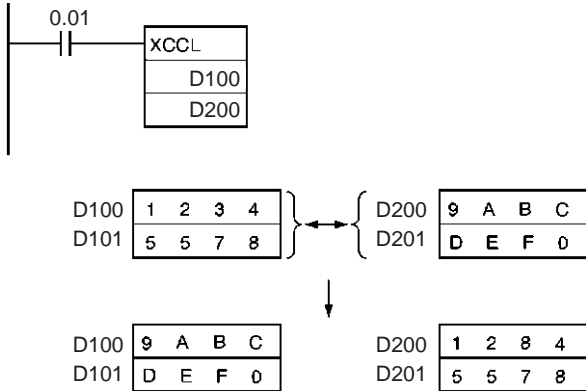 0.01
XCCL
D100
D200
D100 1 2 3 4
D101 5 5 7 8
D200 9 A B C
D201 D E F 0
D100 9 A B C
D101 D E F 0
D200 1 2 8 4
D201 5 5 7 8